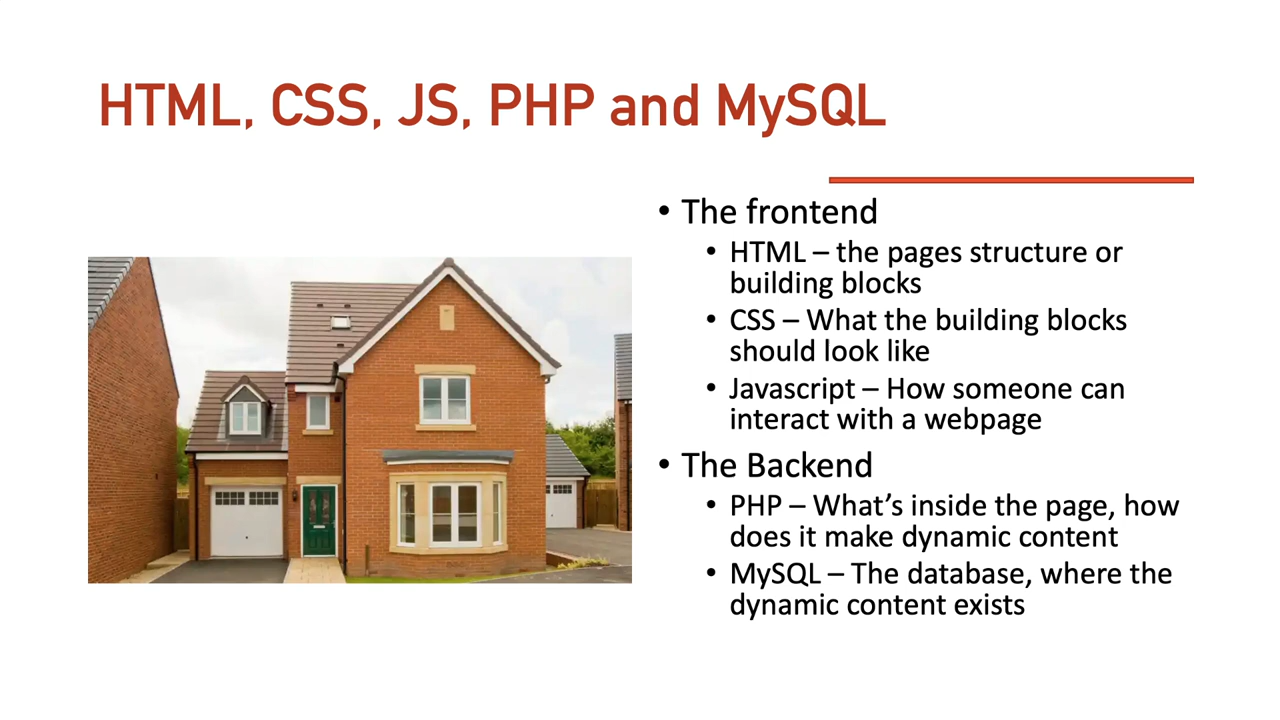 HTML, CSS, JS, PHP and MySQL
• The frontend
• HTML – the pages structure or
building blocks
• CSS – What the building blocks
should look like
• Javascript – How someone can
interact with a webpage
• The Backend
• PHP – What’s inside the page, how
does it make dynamic content
• MySQL – The database, where the
dynamic content exists